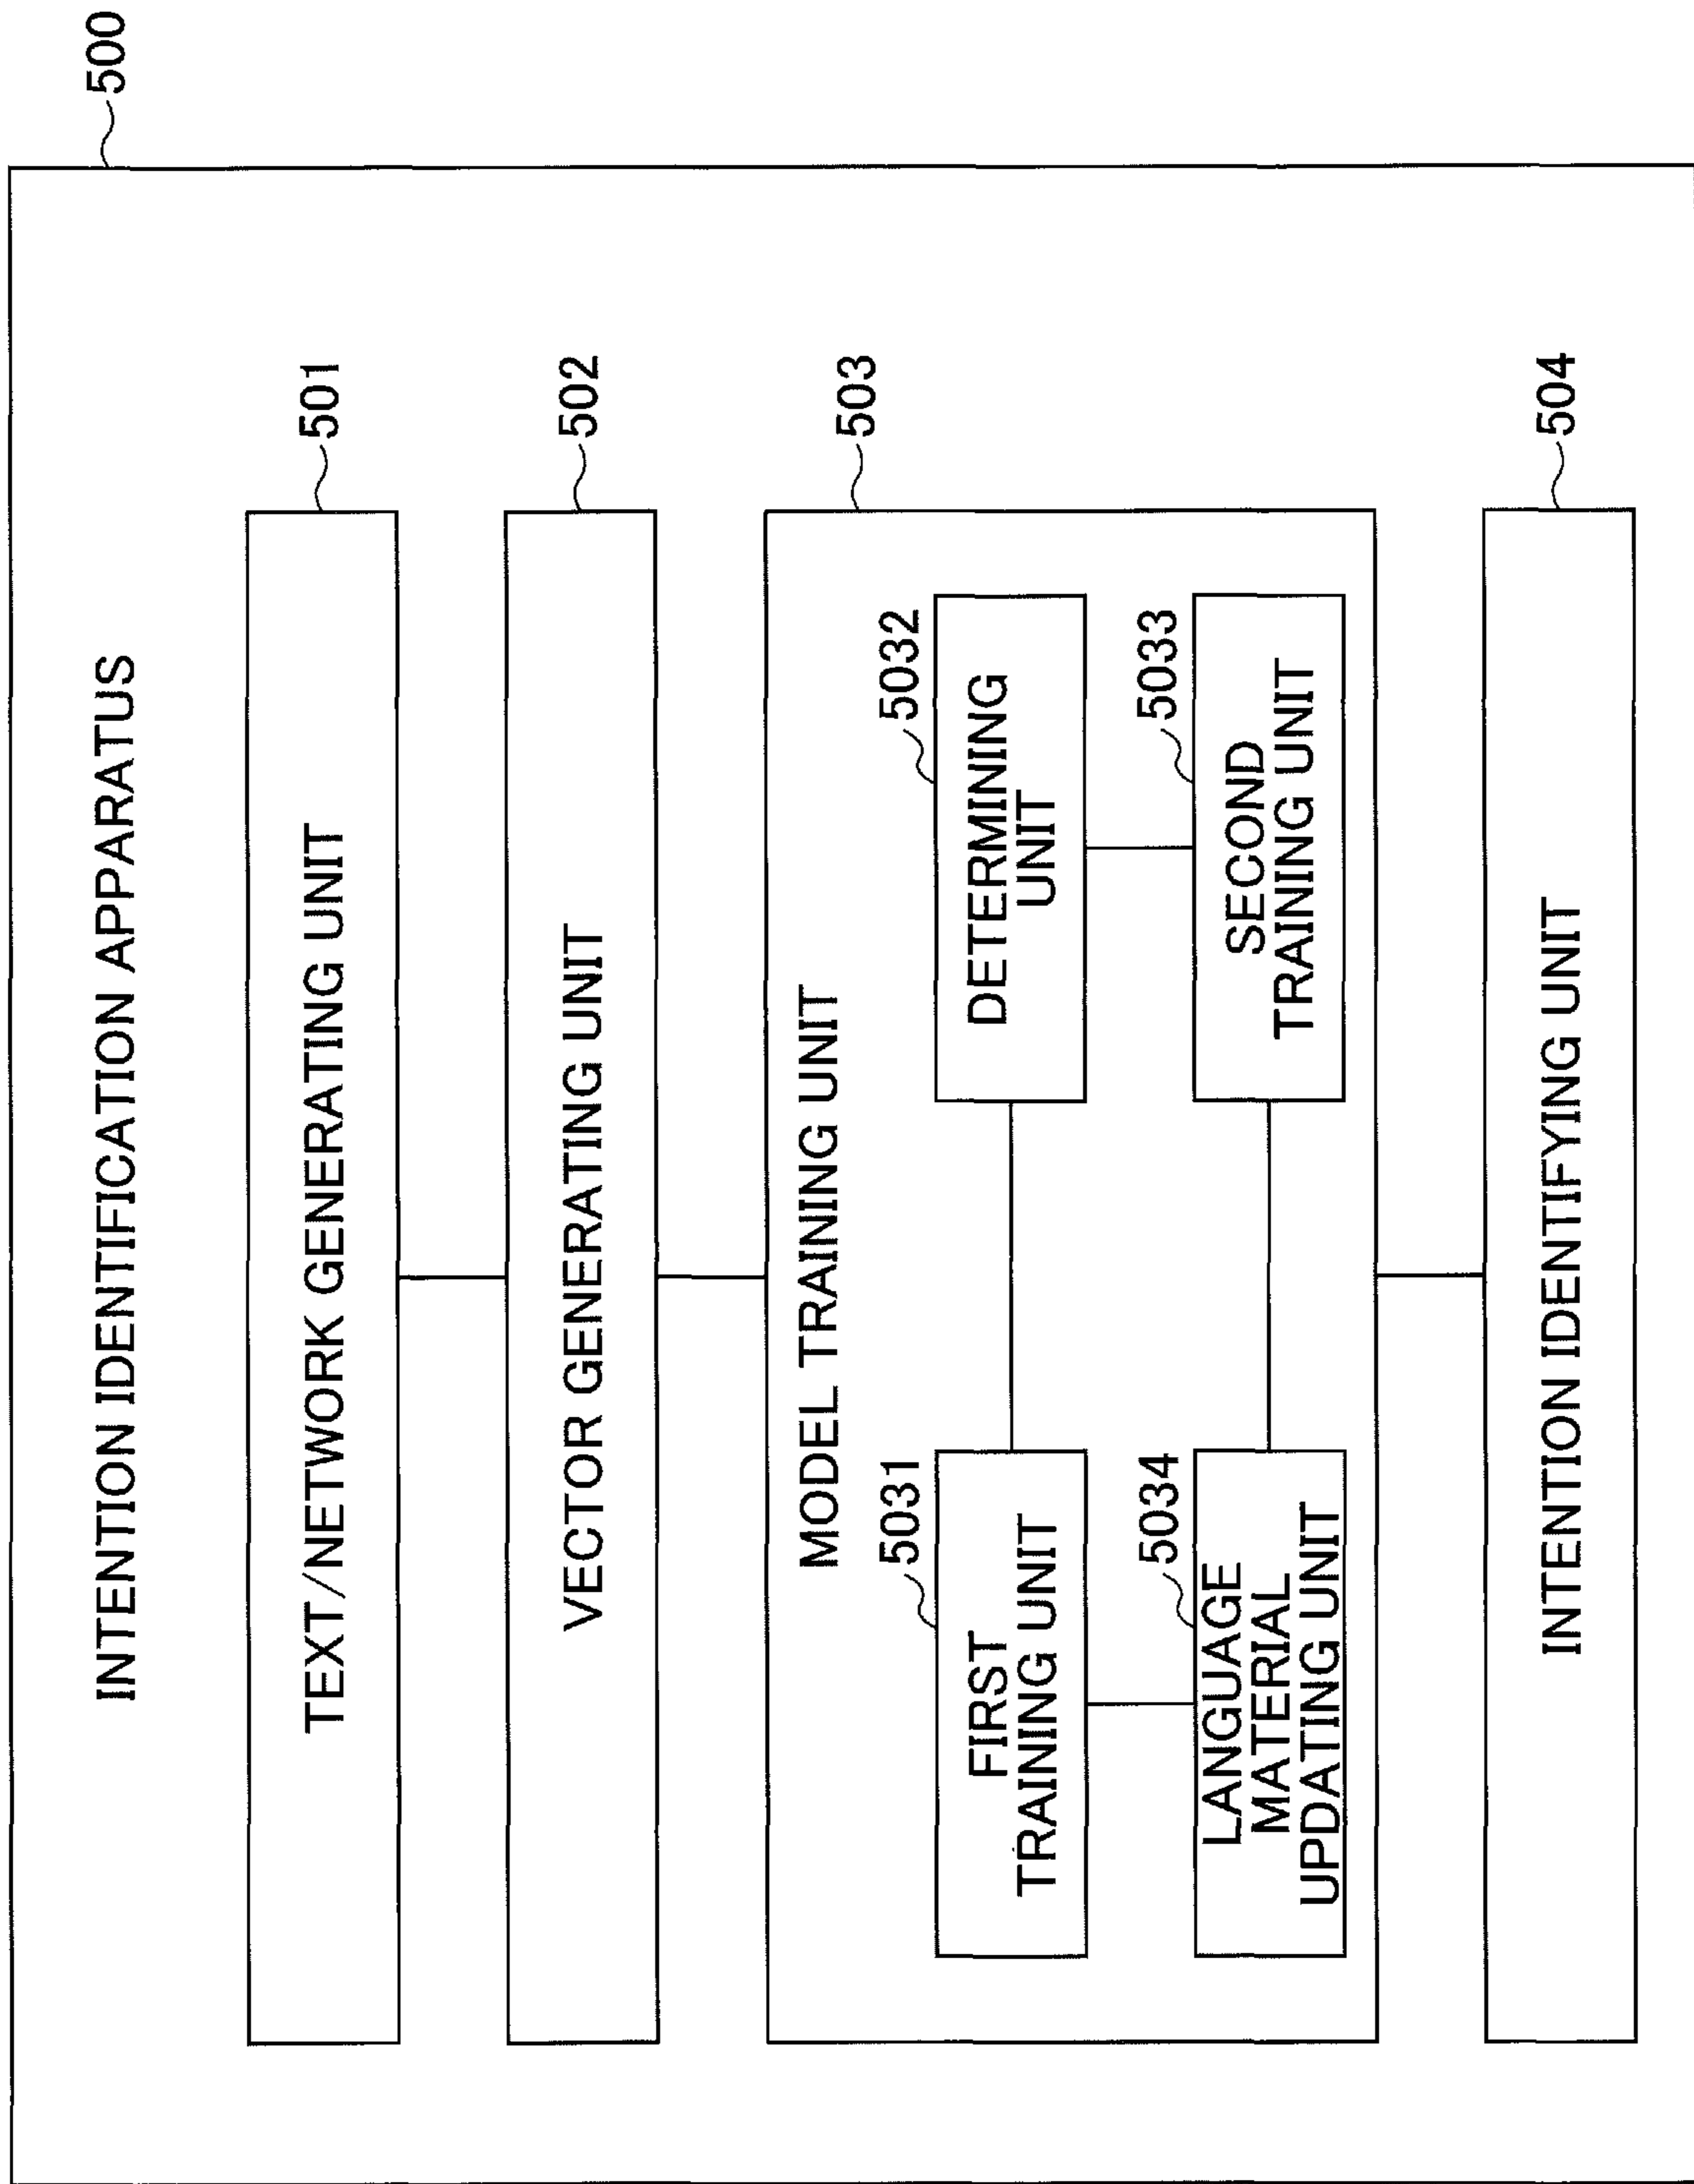 500
INTENTION IDENTIFICATION APPARATUS
501
TEXT/NETWORK GENERATING UNIT
502
VECTOR GENERATING UNIT
503
MODEL TRAINING UNIT
5031
FIRST
TRAINING UNIT
5032
DETERMINING
UNIT
5034
LANGUAGE
MATERIAL
UPDATING UNIT
5033
SECOND
TRAINING UNIT
504
INTENTION IDENTIFYING UNIT